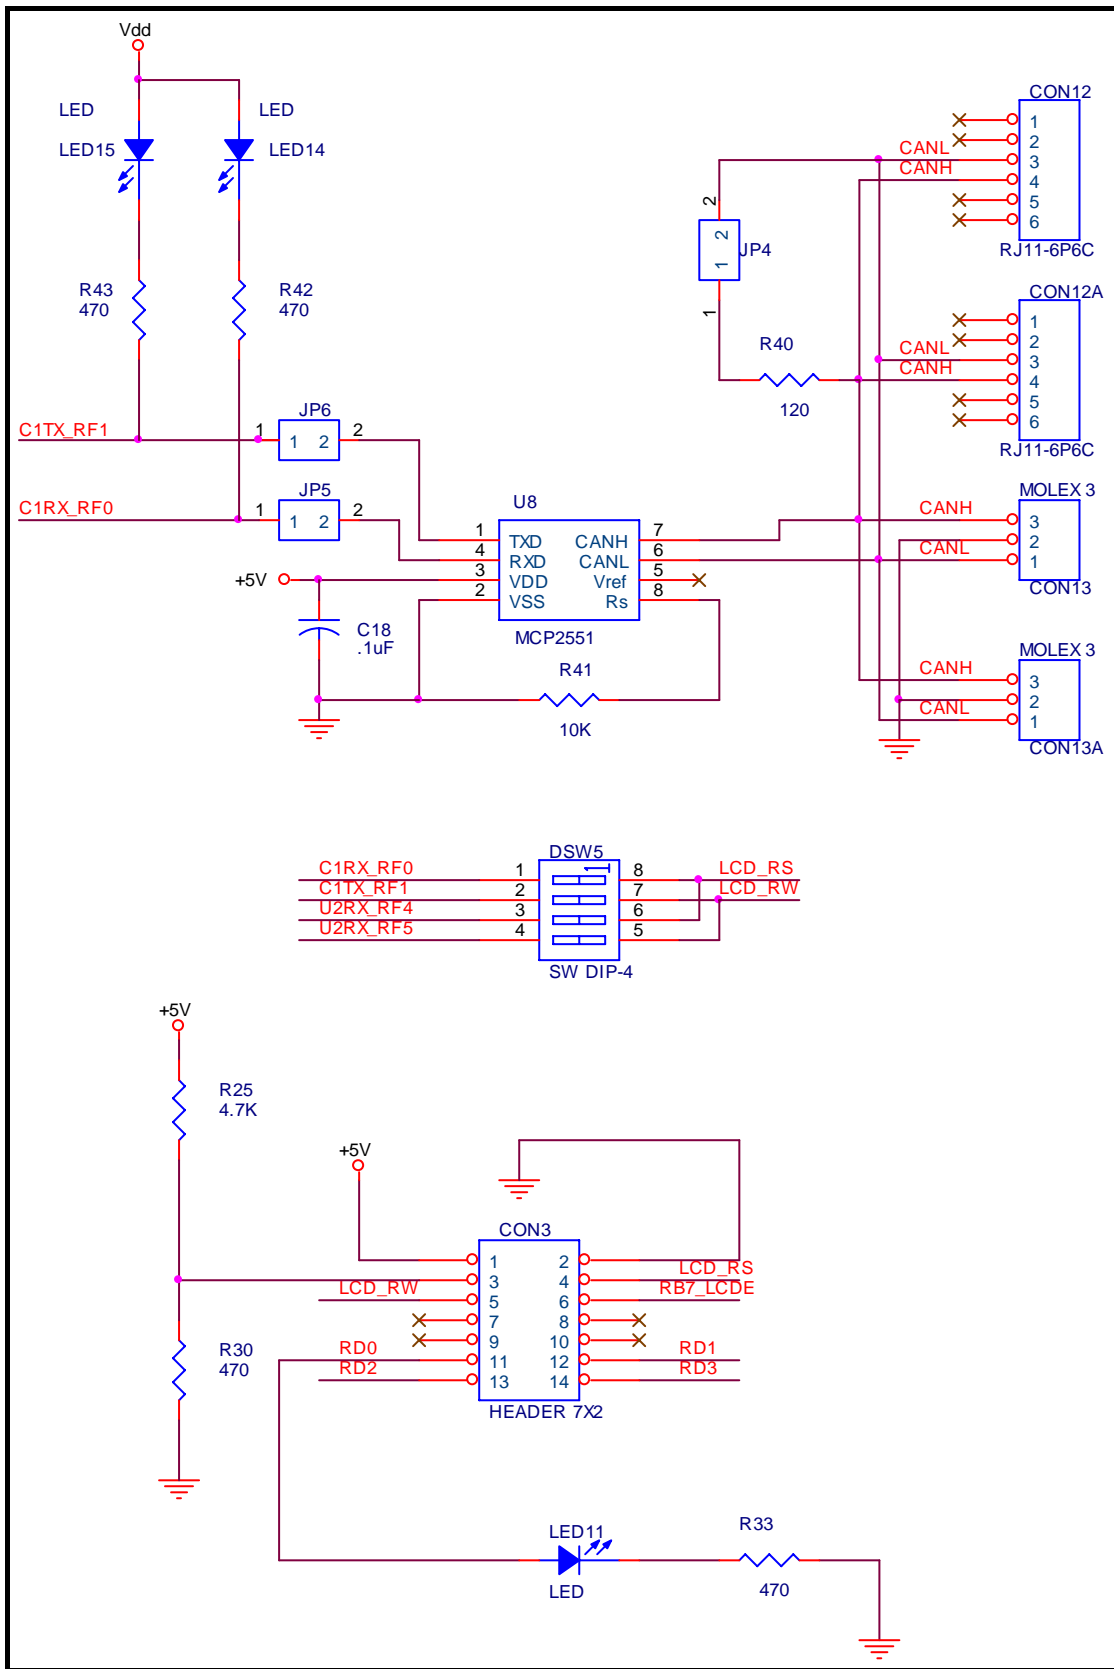 Vdd
LED
LED
LED15
LED14
R43
470
R42
470
C1TX_RF1
C1RX_RF0
1
JP6
1 2
2
1
JP5
1 2
2
+5V
C18
.1uF
U8
1
4
3
2
TXD
RXD
VDD
VSS
CANH
CANL
Vref
Rs
7
6
5
8
MCP2551
R41
10K
2
2
1
JP4
1
R40
120
CON12
CANL
CANH
1
2
3
4
5
6
RJ11-6P6C
CON12A
CANL
CANH
1
2
3
4
5
6
RJ11-6P6C
MOLEX 3
CANH
CANL
3
2
1
CON13
MOLEX 3
CANH
CANL
3
2
1
CON13A
DSW5
C1RX_RF0
C1TX_RF1
U2RX_RF4
U2RX_RF5
1
2
3
4
1
8
7
6
5
LCD_RS
LCD_RW
SW DIP-4
+5V
R25
4.7K
R30
470
+5V
CON3
1 2
3 4 LCD_RS
LCD_RW 5 6 RB7_LCDE
7 8
9 10
RD0 11 12 RD1
RD2 13 14 RD3
HEADER 7X2
LED11
LED
R33
470